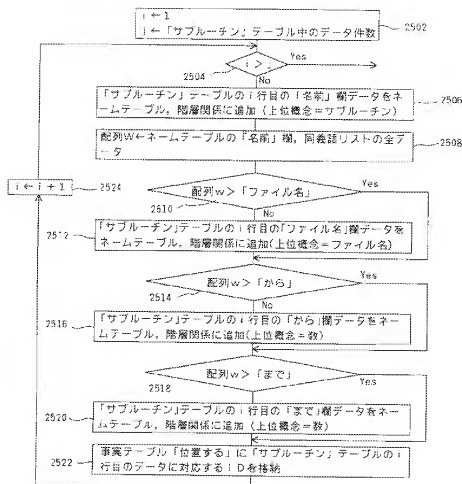 i ← 1
j ← 「サブルーチン」テーブル中のデータ件数
2502
Yes
i > j
2504
No
「サブルーチン」テーブルのi行目の「名前」欄データをネ
ームテーブル，階層関係に追加（上位概念＝サブルーチン）
2506
配列W←ネームテーブルの「名前」欄，同義語リストの全デ
ータ
2508
i ← i + 1
2524
配列w＞「ファイル名」
Yes
2510
No
2512
「サブルーチン」テーブルのi行目の「ファイル名」欄データを
ネームテーブル，階層関係に追加（上位概念＝ファイル名）
配列w＞「から」
Yes
2514
No
2516
「サブルーチン」テーブルのi行目の「から」欄データをネー
ムテーブル，階層関係に追加（上位概念＝数）
配列w＞「まで」
Yes
2518
No
2520
「サブルーチン」テーブルのi行目の「まで」欄データをネー
ムテーブル，階層関係に追加（上位概念＝数）
2522
事実テーブル「位置する」に「サブルーチン」テーブルのi
行目のデータに対応するIDを格納